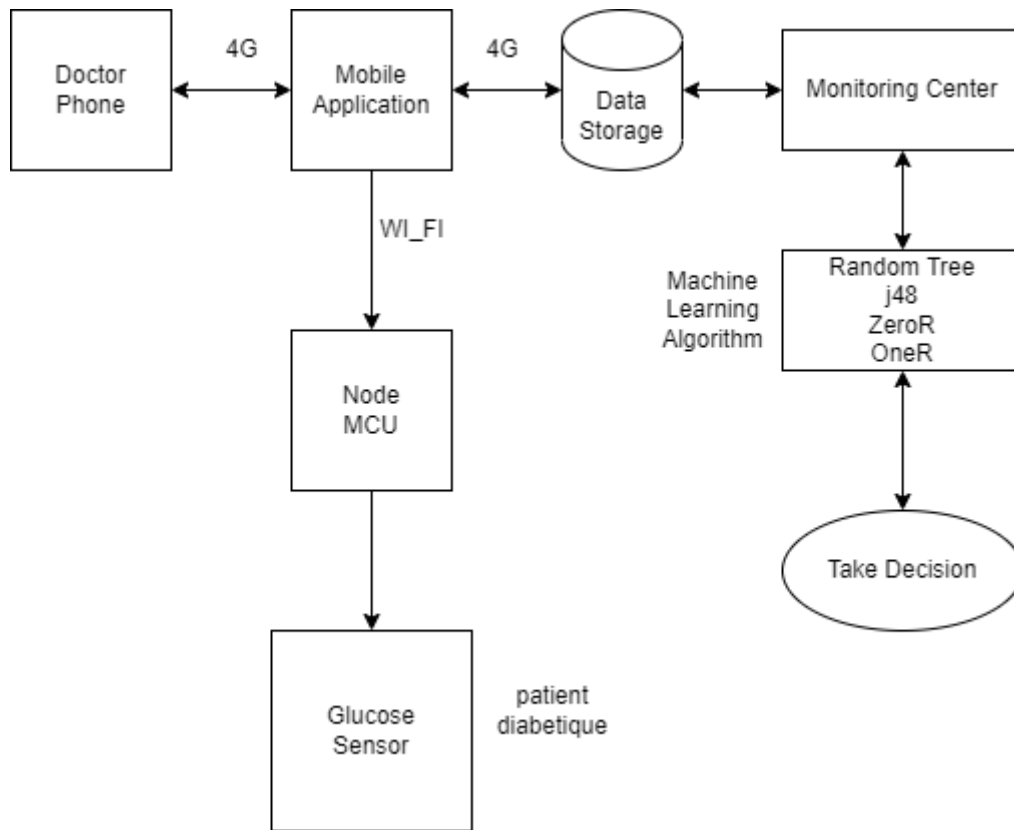 4G
4G
Doctor
Phone
Mobile
Application
Data
Storage
Monitoring Center
WI_FI
Machine
Learning
Algorithm
Random Tree
j48
ZeroR
OneR
Node
MCU
Take Decision
Glucose
Sensor
patient
diabetique